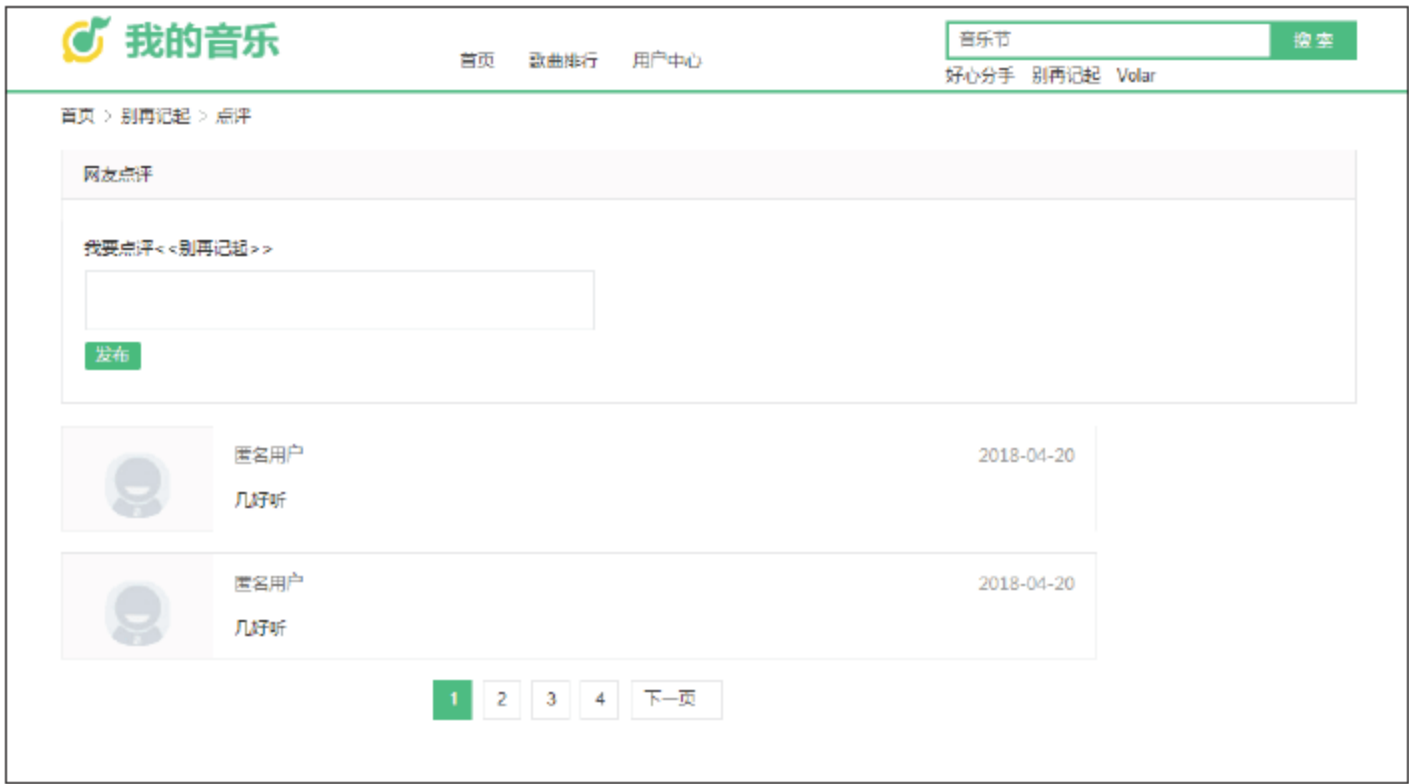 我的音乐
首页 歌曲排行 用户中心
音乐节 搜索
好心分手 别再记起 Volar
首页 > 别再记起 > 点评
网友点评
我要点评<<别再记起>>
发布
匿名用户 2018-04-20
几好听
匿名用户 2018-04-20
几好听
1 2 3 4 下一页